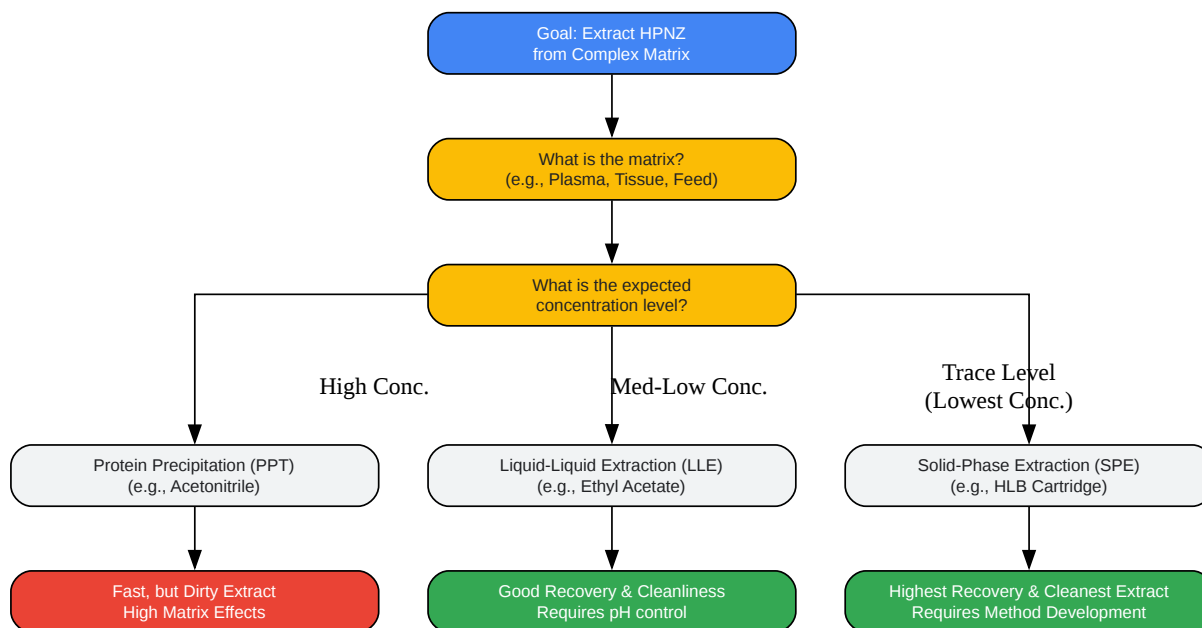 Goal: Extract HPNZ
from Complex Matrix
What is the matrix?
(e.g., Plasma, Tissue, Feed)
What is the expected
concentration level?
High Conc.
Med-Low Conc.
Trace Level
(Lowest Conc.)
Protein Precipitation (PPT)
(e.g., Acetonitrile)
Liquid-Liquid Extraction (LLE)
(e.g., Ethyl Acetate)
Solid-Phase Extraction (SPE)
(e.g., HLB Cartridge)
Fast, but Dirty Extract
High Matrix Effects
Good Recovery & Cleanliness
Requires pH control
Highest Recovery & Cleanest Extract
Requires Method Development